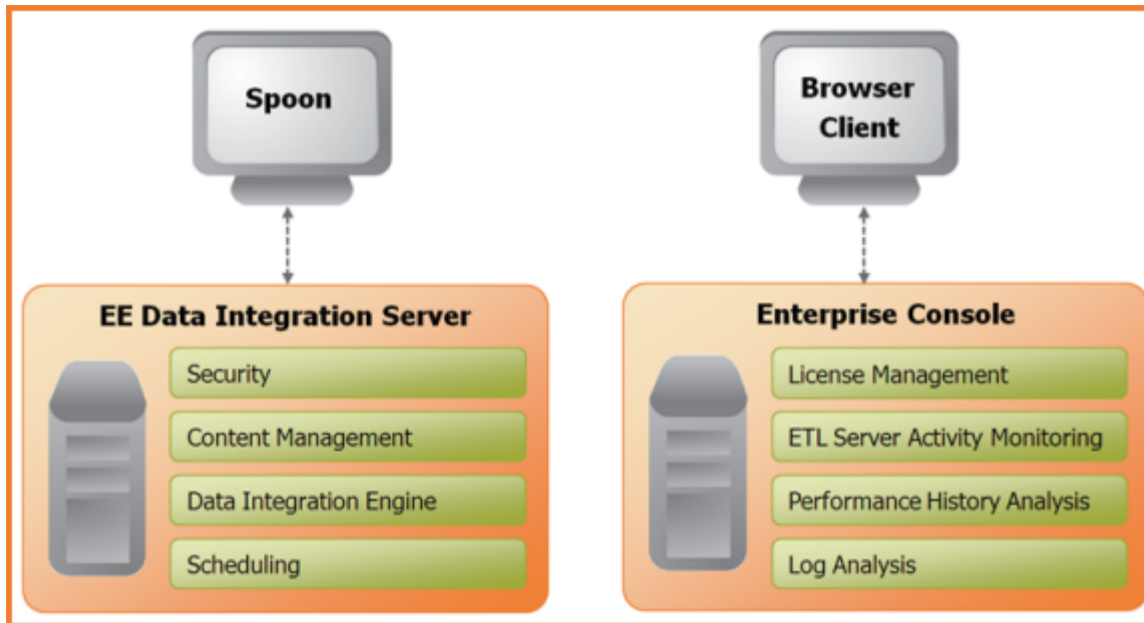 Spoon
EE Data Integration Server
Security
Content Management
Data Integration Engine
Scheduling
Browser
Client
Enterprise Console
License Management
ETL Server Activity Monitoring
Performance History Analysis
Log Analysis